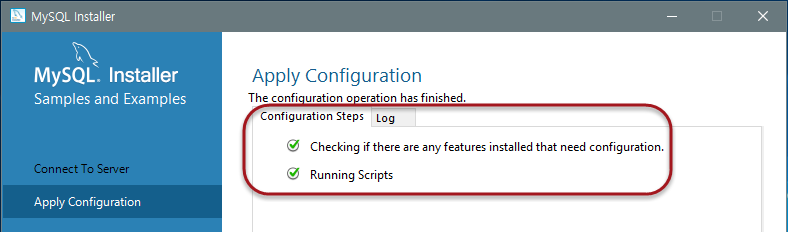 MySQL Installer
MySQL. Installer
Samples and Examples
Connect To Server
Apply Configuration
Apply Configuration
The configuration operation has finished.
Configuration Steps Log
Checking if there are any features installed that need configuration.
Running Scripts